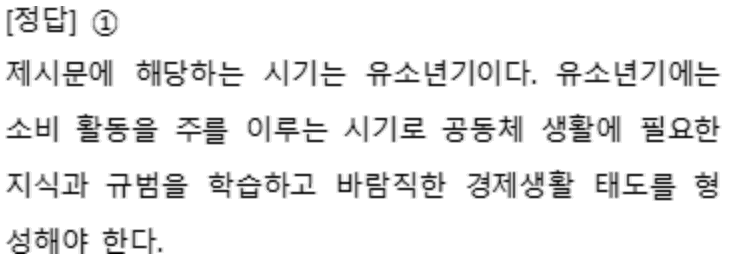 [정답] ①
제시문에 해당하는 시기는 유소년기이다. 유소년기에는
소비 활동을 주를 이루는 시기로 공동체 생활에 필요한
지식과 규범을 학습하고 바람직한 경제생활 태도를 형
성해야 한다.